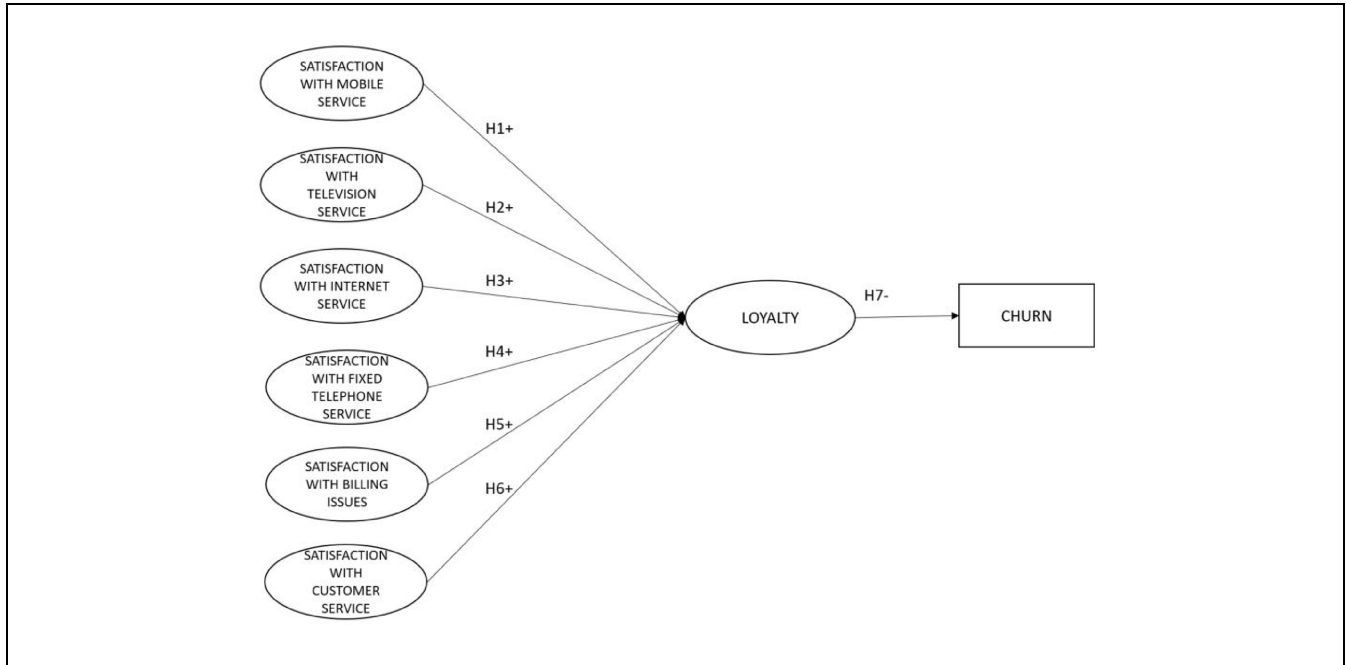 SATISFACTION
WITH MOBILE
SERVICE
H1+
SATISFACTION
WITH
TELEVISION
SERVICE
H2+
SATISFACTION
WITH INTERNET
SERVICE
H3+
SATISFACTION
WITH FIXED
TELEPHONE
SERVICE
H4+
SATISFACTION
WITH BILLING
ISSUES
H5+
SATISFACTION
WITH
CUSTOMER
SERVICE
H6+
LOYALTY
H7-
CHURN